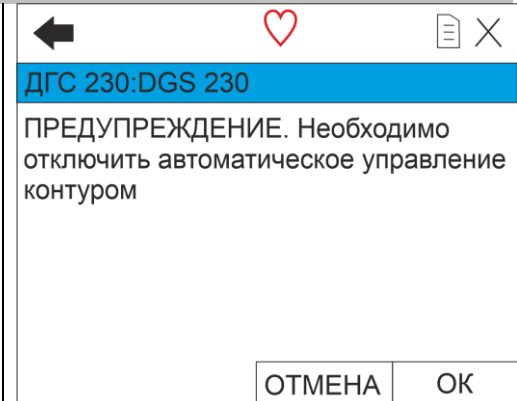 ДГС 230:DGS 230
ПРЕДУПРЕЖДЕНИЕ. Необходимо
отключить автоматическое управление
контуром
ОТМЕНА
ОК